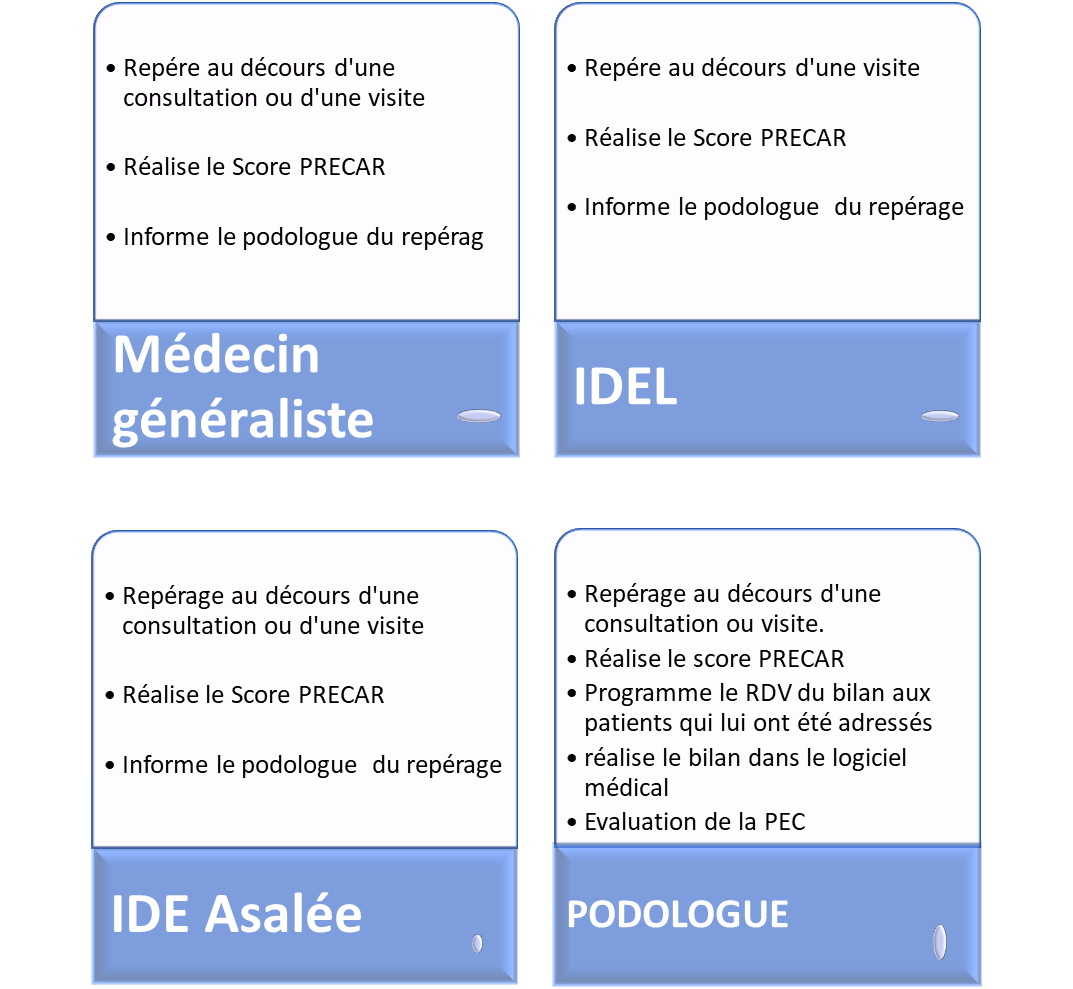 • Repére au décours d'une
consultation ou d'une visite
• Réalise le Score PRECAR
• Informe le podologue du repérag
Médecin
généraliste
• Repére au décours d'une visite
• Réalise le Score PRECAR
• Informe le podologue  du repérage
IDEL
• Repérage au décours d'une
consultation ou d'une visite
• Réalise le Score PRECAR
• Informe le podologue  du repérage
IDE Asalée
• Repérage au décours d'une
consultation ou visite.
• Réalise le score PRECAR
• Programme le RDV du bilan aux
patients qui lui ont été adressés
• réalise le bilan dans le logiciel
médical
• Evaluation de la PEC
PODOLOGUE